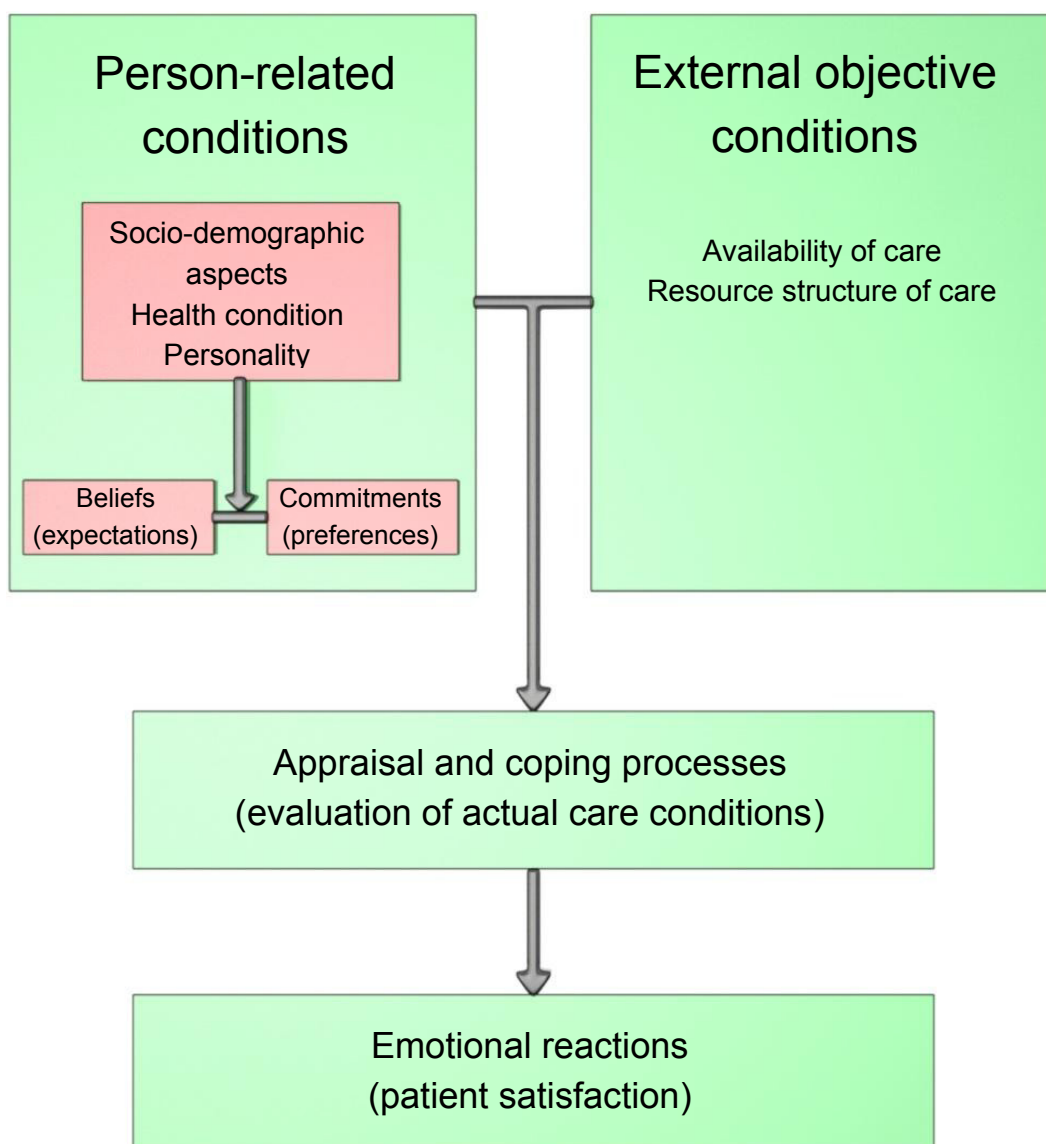 Person-related
conditions
Socio-demographic
aspects
Health condition
Personality
Beliefs
(expectations)
Commitments
(preferences)
External objective
conditions
Availability of care
Resource structure of care
Appraisal and coping processes
(evaluation of actual care conditions)
Emotional reactions
(patient satisfaction)